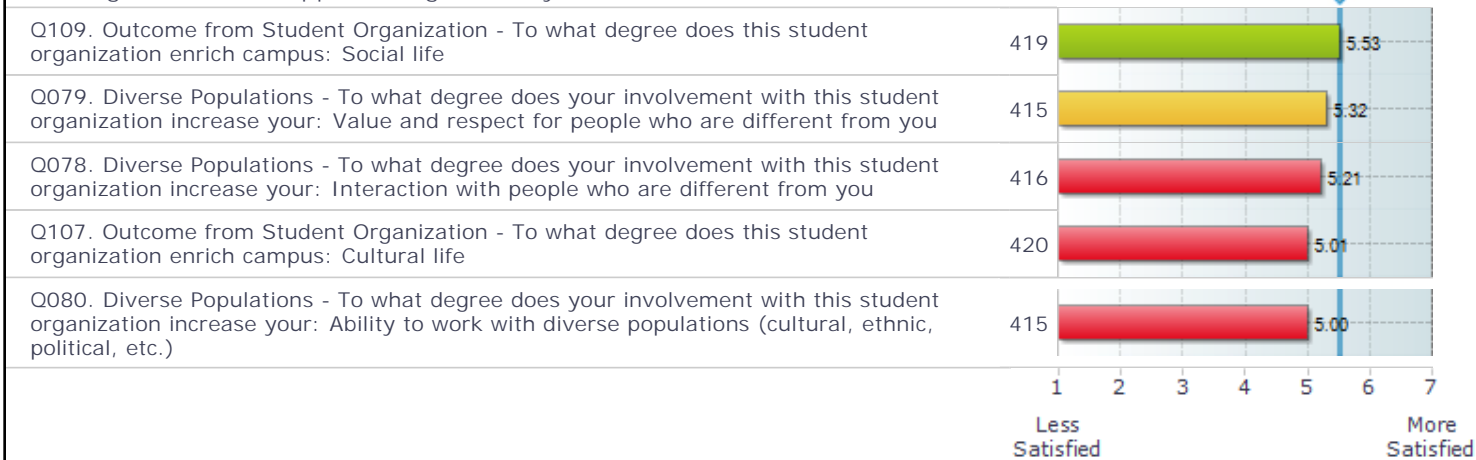 Q109. Outcome from Student Organization - To what degree does this student
organization enrich campus: Social life
419
5.53
Q079. Diverse Populations - To what degree does your involvement with this student
organization increase your: Value and respect for people who are different from you
415
5.32
Q078. Diverse Populations - To what degree does your involvement with this student
organization increase your: Interaction with people who are different from you
416
5.21
Q107. Outcome from Student Organization - To what degree does this student
organization enrich campus: Cultural life
420
5.01
Q080. Diverse Populations - To what degree does your involvement with this student
organization increase your: Ability to work with diverse populations (cultural, ethnic,
political, etc.)
415
5.00
1 2 3 4 5 6 7
Less
Satisfied
More
Satisfied